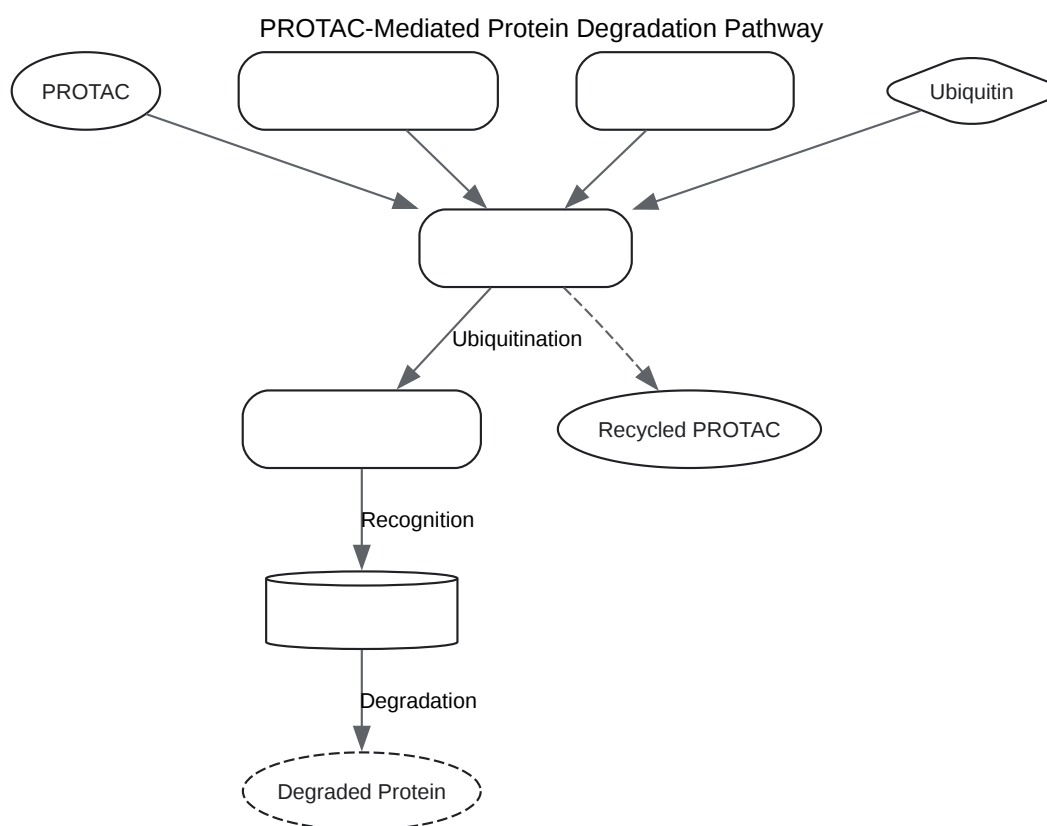 PROTAC-Mediated Protein Degradation Pathway
PROTAC
Ubiquitin
Ubiquitination
Recycled PROTAC
Recognition
Degradation
Degraded Protein